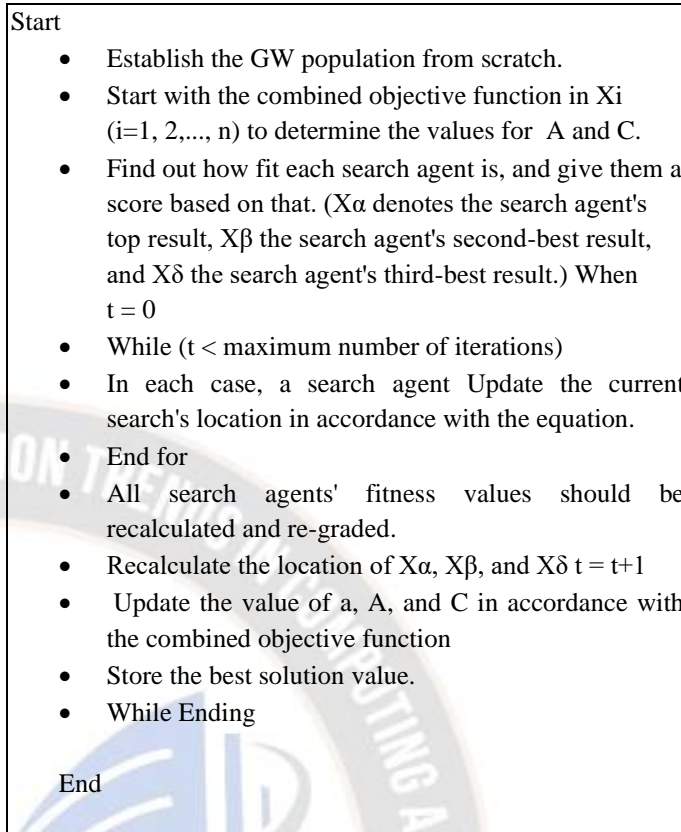 Start
• Establish the GW population from scratch.
• Start with the combined objective function in Xi
(i=1, 2,..., n) to determine the values for A and C.
• Find out how fit each search agent is, and give them a
score based on that. (Xα denotes the search agent's
top result, Xβ the search agent's second-best result,
and Xδ the search agent's third-best result.) When
t = 0
• While (t < maximum number of iterations)
• In each case, a search agent Update the current
search's location in accordance with the equation.
• End for
• All search agents' fitness values should be
recalculated and re-graded.
• Recalculate the location of Xα, Xβ, and Xδ t = t+1
• Update the value of a, A, and C in accordance with
the combined objective function
• Store the best solution value.
• While Ending
End
ON TRENDS IN COMPUTING A